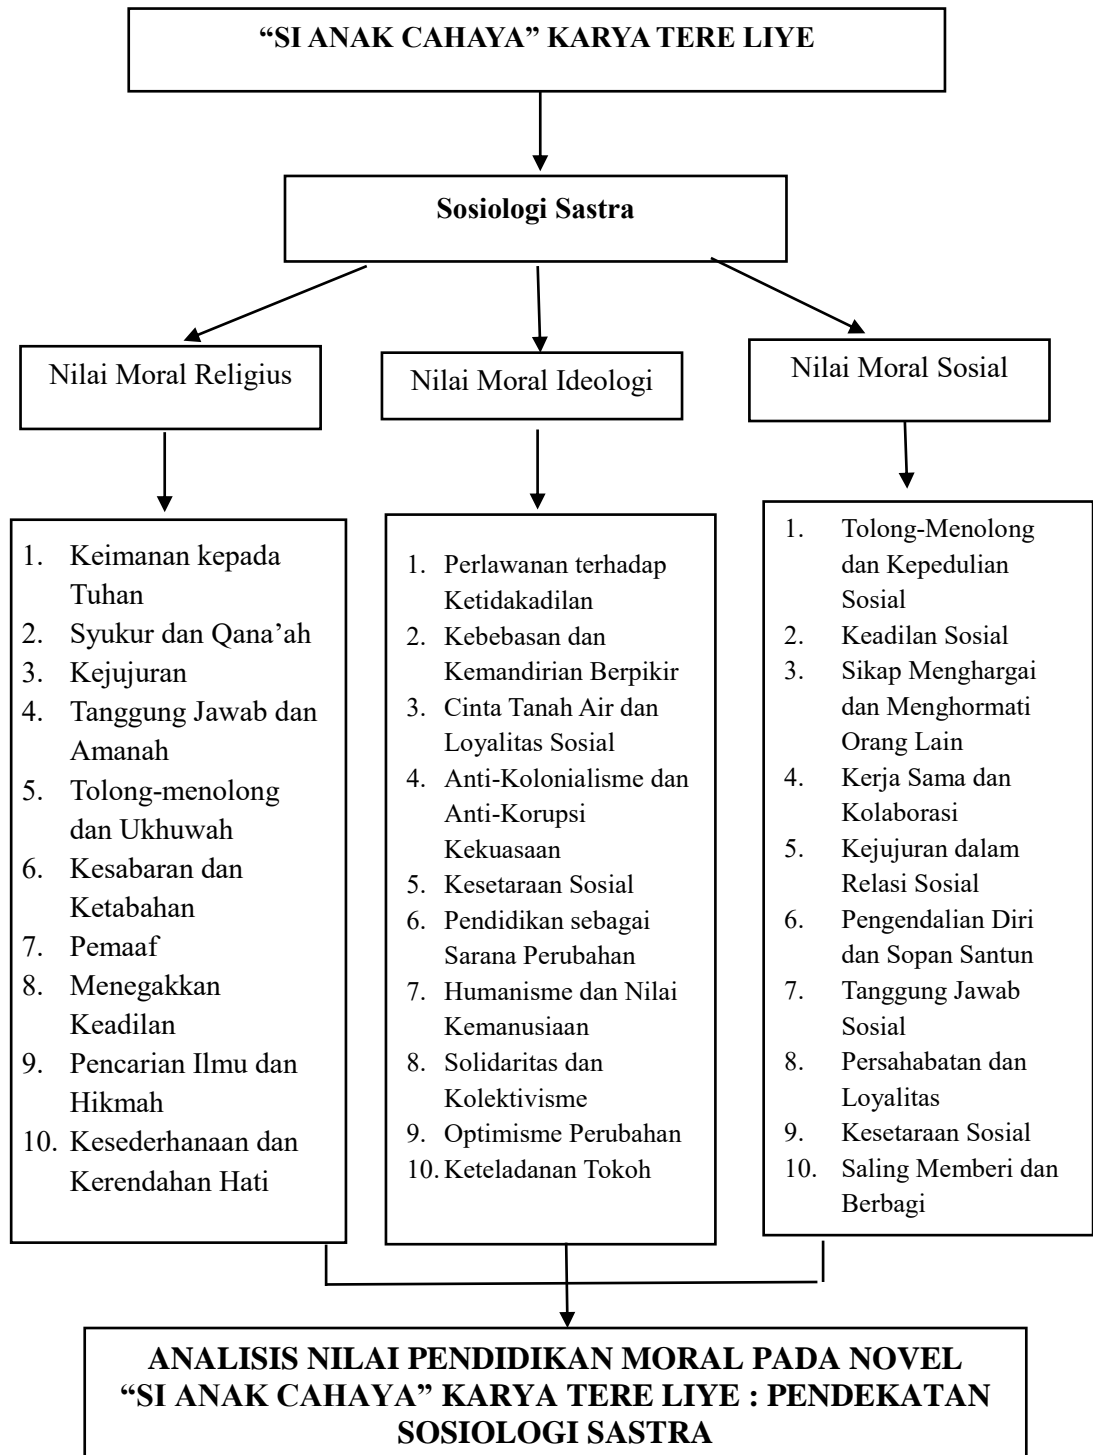 “SI ANAK CAHAYA” KARYA TERE LIYE
Sosiologi Sastra
Nilai Moral Religius
Nilai Moral Ideologi
Nilai Moral Sosial
1. Keimanan kepada
Tuhan
2. Syukur dan Qana’ah
3. Kejujuran
4. Tanggung Jawab dan
Amanah
5. Tolong-menolong
dan Ukhuwah
6. Kesabaran dan
Ketabahan
7. Pemaaf
8. Menegakkan
Keadilan
9. Pencarian Ilmu dan
Hikmah
10. Kesederhanaan dan
Kerendahan Hati
1. Perlawanan terhadap
Ketidakadilan
2. Kebebasan dan
Kemandirian Berpikir
3. Cinta Tanah Air dan
Loyalitas Sosial
4. Anti-Kolonialisme dan
Anti-Korupsi
Kekuasaan
5. Kesetaraan Sosial
6. Pendidikan sebagai
Sarana Perubahan
7. Humanisme dan Nilai
Kemanusiaan
8. Solidaritas dan
Kolektivisme
9. Optimisme Perubahan
10. Keteladanan Tokoh
1. Tolong-Menolong
dan Kepedulian
Sosial
2. Keadilan Sosial
3. Sikap Menghargai
dan Menghormati
Orang Lain
4. Kerja Sama dan
Kolaborasi
5. Kejujuran dalam
Relasi Sosial
6. Pengendalian Diri
dan Sopan Santun
7. Tanggung Jawab
Sosial
8. Persahabatan dan
Loyalitas
9. Kesetaraan Sosial
10. Saling Memberi dan
Berbagi
ANALISIS NILAI PENDIDIKAN MORAL PADA NOVEL
“SI ANAK CAHAYA” KARYA TERE LIYE : PENDEKATAN
SOSIOLOGI SASTRA